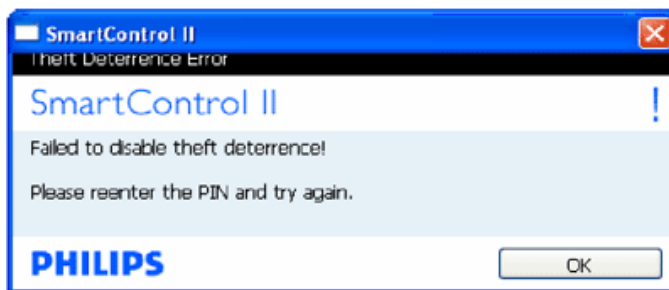 SmartControl II
Theft Deterrence Error
SmartControl II !
Failed to disable theft deterrence!
Please reenter the PIN and try again.
PHILIPS
OK